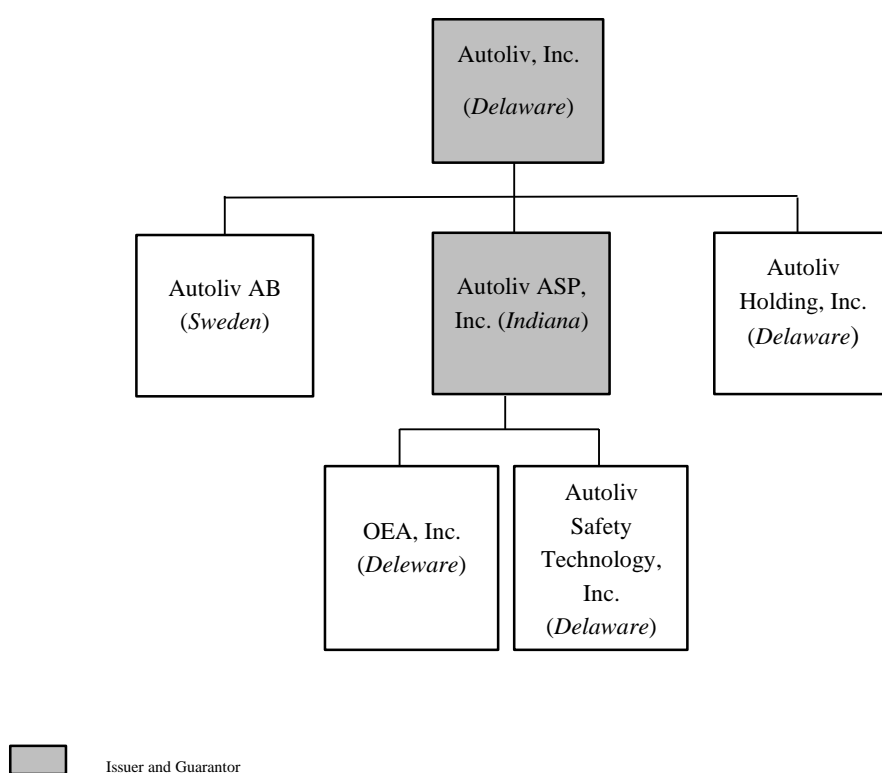 Autoliv, Inc.
(Delaware)
Autoliv AB
(Sweden)
Autoliv ASP,
Inc. (Indiana)
Autoliv
Holding, Inc.
(Delaware)
OEA, Inc.
(Deleware)
Autoliv
Safety
Technology,
Inc.
(Delaware)
Issuer and Guarantor